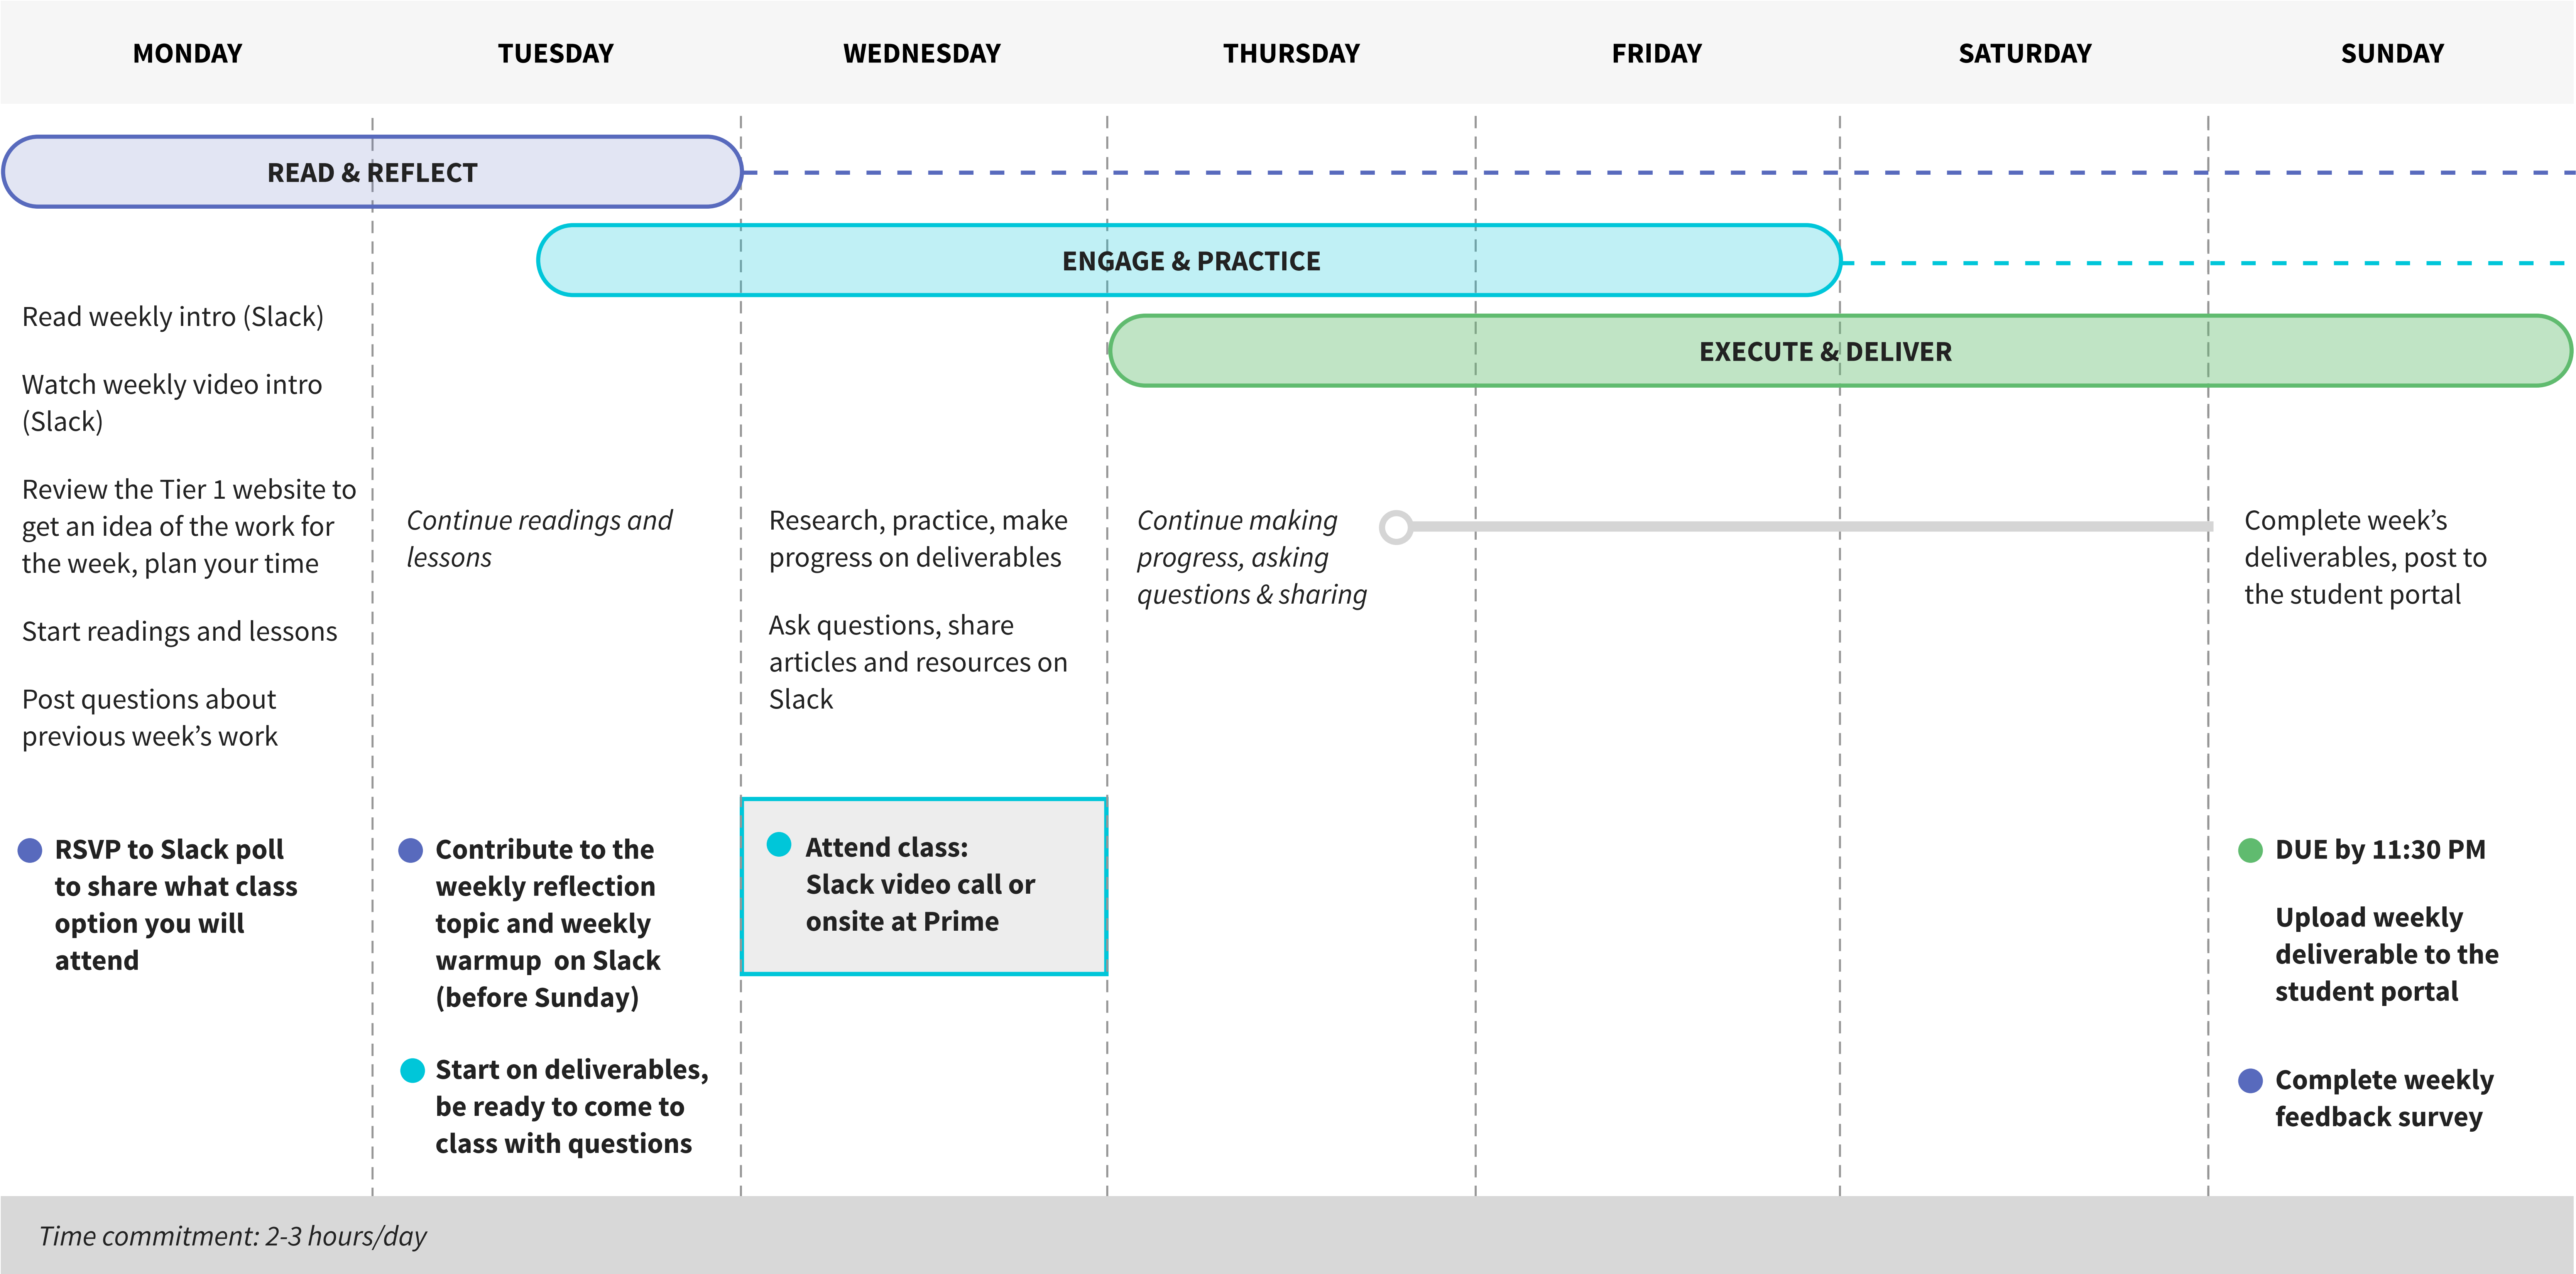 MONDAY
TUESDAY
WEDNESDAY
THURSDAY
FRIDAY
SATURDAY
SUNDAY
READ & REFLECT
ENGAGE & PRACTICE
EXECUTE & DELIVER
Read weekly intro (Slack)
Watch weekly video intro
(Slack)
Review the Tier 1 website to
get an idea of the work for
the week, plan your time
Start readings and lessons
Post questions about
previous week’s work
RSVP to Slack poll
to share what class
option you will
attend
Continue readings and
lessons
Contribute to the
weekly reflection
topic and weekly
warmup  on Slack
(before Sunday)
Start on deliverables,
be ready to come to
class with questions
Research, practice, make
progress on deliverables
Ask questions, share
articles and resources on
Slack
Attend class:
Slack video call or
onsite at Prime
Continue making
progress, asking
questions & sharing
Complete week’s
deliverables, post to
the student portal
DUE by 11:30 PM
Upload weekly
deliverable to the
student portal
Complete weekly
feedback survey
Time commitment: 2-3 hours/day